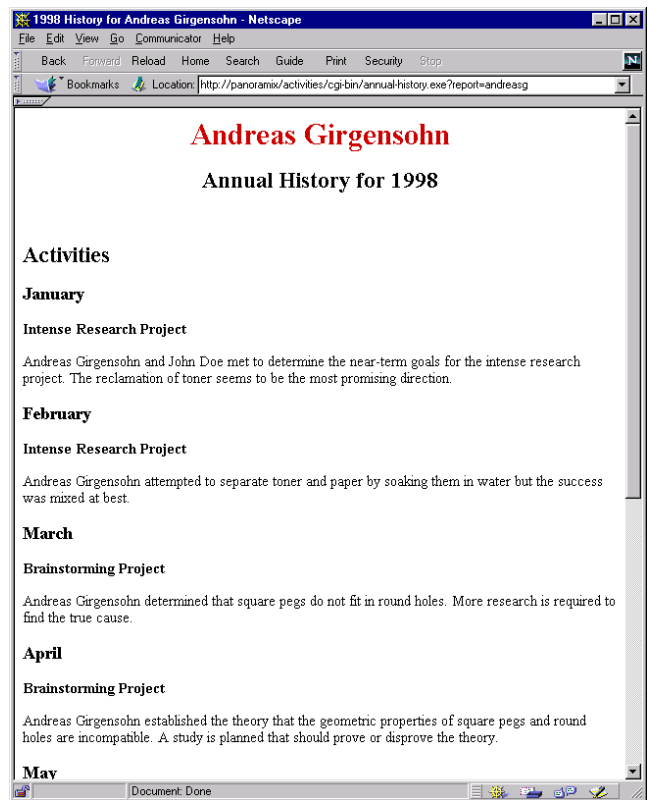 1998 History for Andreas Girgensohn - Netscape
File Edit View Go Communicator Help
Back Forward Reload Home Search Guide Print Security Stop
N
Bookmarks Location: http://panoramix/activities/cgi-bin/annual-history.exe?report=andreasg
Andreas Girgensohn
Annual History for 1998
Activities
January
Intense Research Project
Andreas Girgensohn and John Doe met to determine the near-term goals for the intense research
project. The reclamation of toner seems to be the most promising direction.
February
Intense Research Project
Andreas Girgensohn attempted to separate toner and paper by soaking them in water but the success
was mixed at best.
March
Brainstorming Project
Andreas Girgensohn determined that square pegs do not fit in round holes. More research is required to
find the true cause.
April
Brainstorming Project
Andreas Girgensohn established the theory that the geometric properties of square pegs and round
holes are incompatible. A study is planned that should prove or disprove the theory.
May
Document: Done